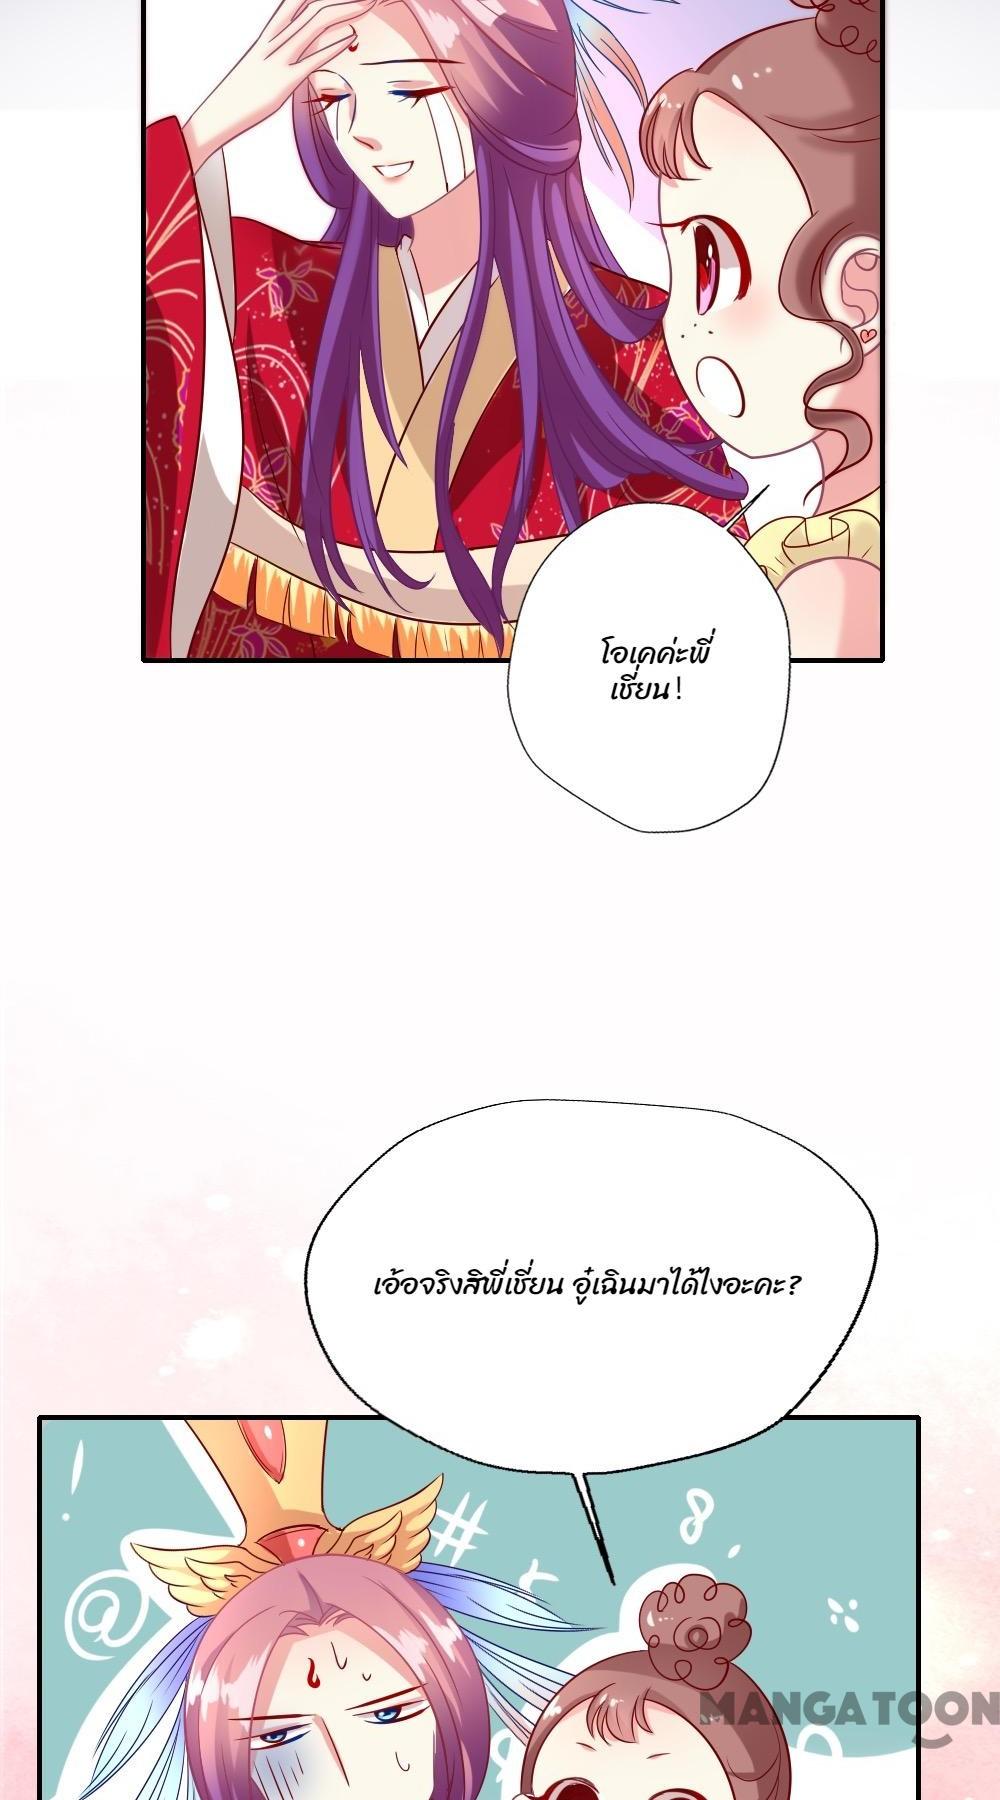 โอเคค่ะพี่
เชี่ยน!
เอ้อจริงสิพี่เชี่ยน อู๋เฉินมาได้ไงอะคะ?
@
#
8
MANGATOON